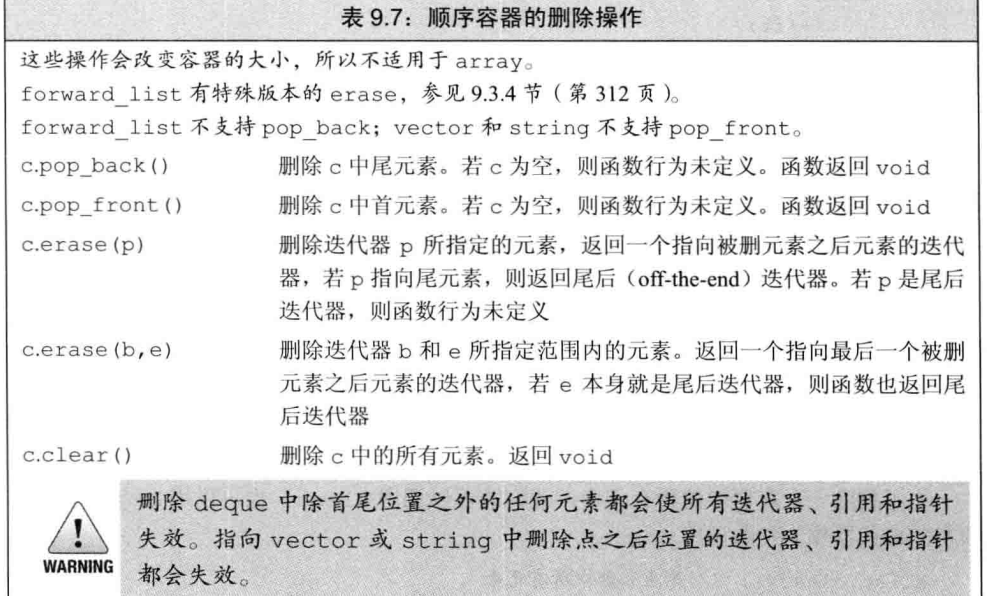 表 9.7：顺序容器的删除操作
这些操作会改变容器的大小，所以不适用于 array。
forward_list 有特殊版本的 erase，参见 9.3.4 节（第 312 页）。
forward_list 不支持 pop_back；vector 和 string 不支持 pop_front。
c.pop_back() 删除 c 中尾元素。若 c 为空，则函数行为未定义。函数返回 void
c.pop_front() 删除 c 中首元素。若 c 为空，则函数行为未定义。函数返回 void
c.erase(p) 删除迭代器 p 所指定的元素，返回一个指向被删元素之后元素的迭代
器，若 p 指向尾元素，则返回尾后（off-the-end）迭代器。若 p 是尾后
迭代器，则函数行为未定义
c.erase(b,e) 删除迭代器 b 和 e 所指定范围内的元素。返回一个指向最后一个被删
元素之后元素的迭代器，若 e 本身就是尾后迭代器，则函数也返回尾
后迭代器
c.clear() 删除 c 中的所有元素。返回 void
删除 deque 中除首尾位置之外的任何元素都会使所有迭代器、引用和指针
失效。指向 vector 或 string 中删除点之后位置的迭代器、引用和指针
都会失效。
WARNING